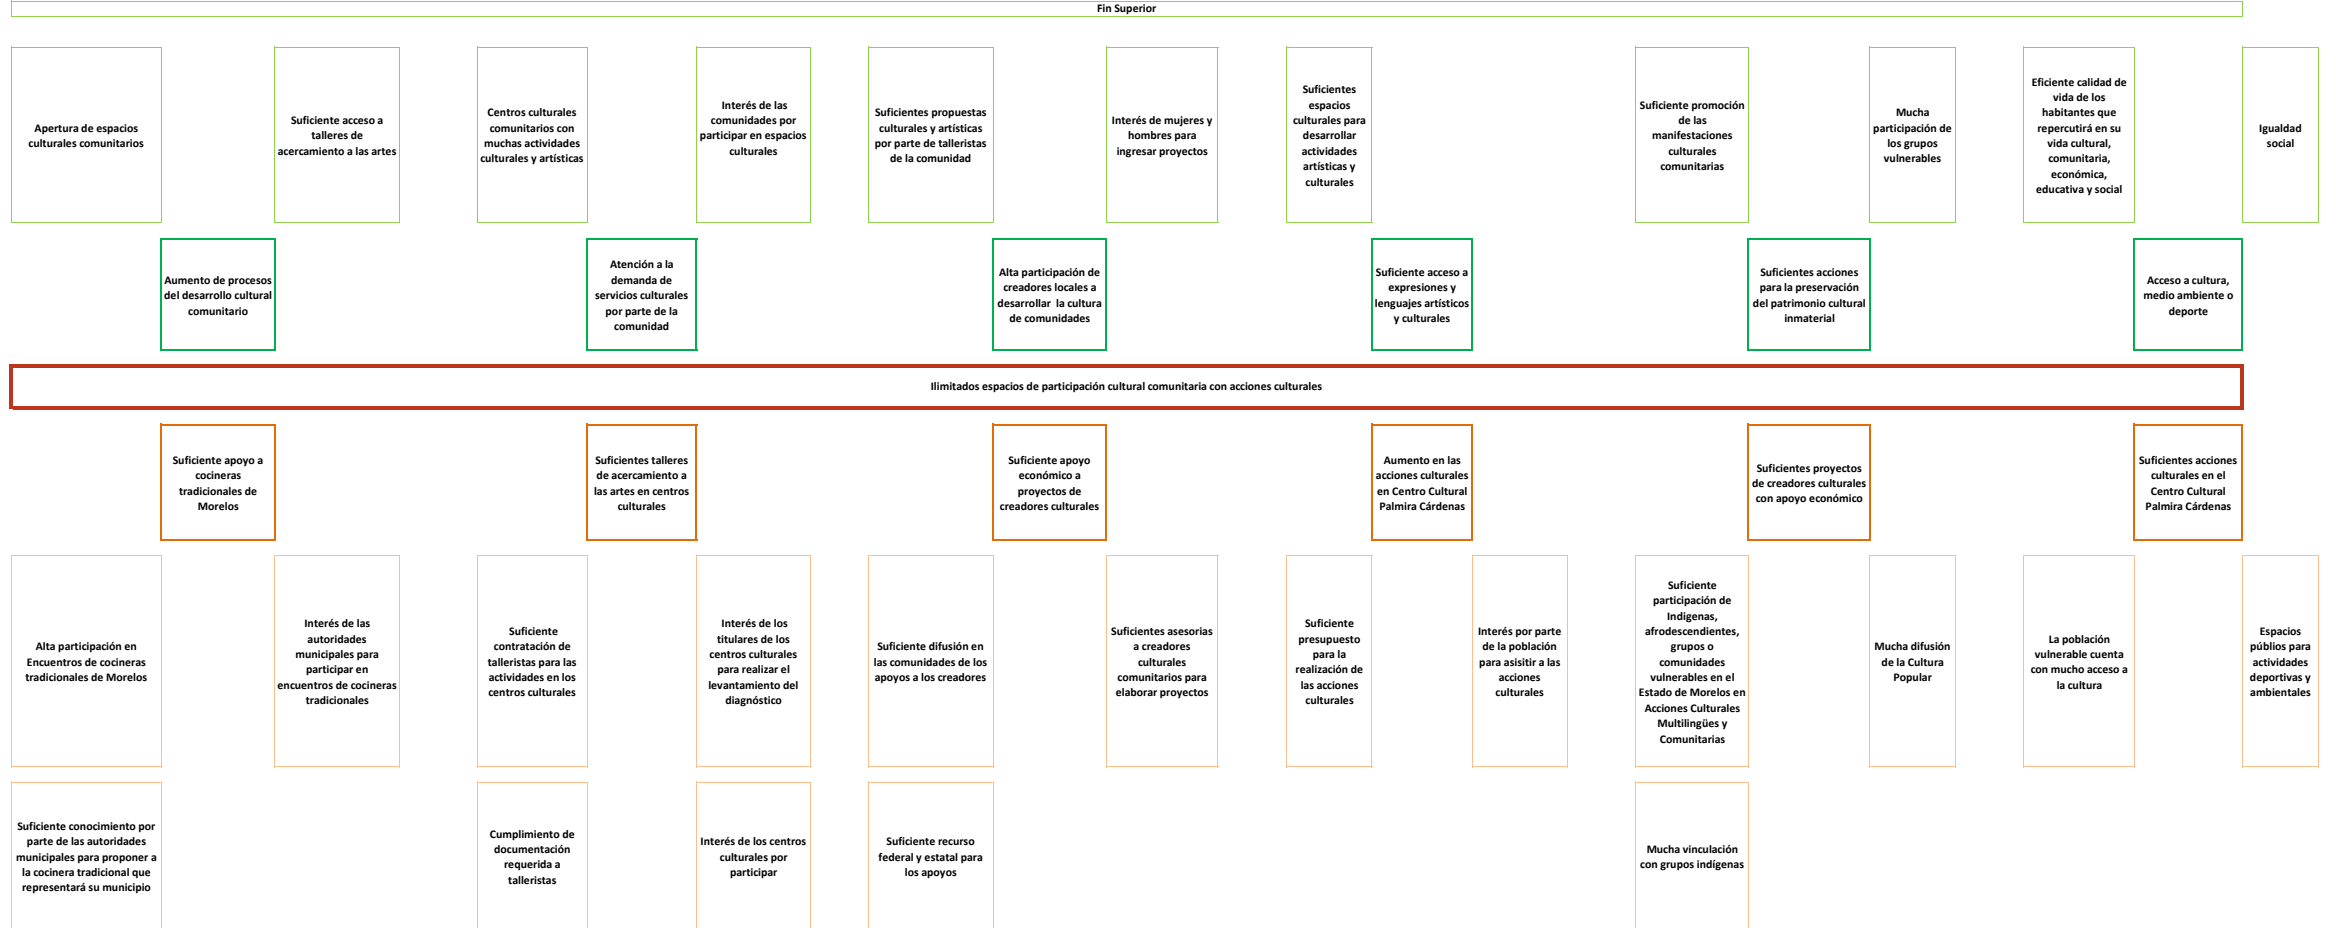 Fin Superior
Apertura de espacios
culturales comunitarios
Suficiente acceso a
talleres de
acercamiento a las artes
Centros culturales
comunitarios con
muchas actividades
culturales y artísticas
Interés de las
comunidades por
participar en espacios
culturales
Suficientes propuestas
culturales y artísticas
por parte de talleristas
de la comunidad
Interés de mujeres y
hombres para
ingresar proyectos
Suficientes
espacios
culturales para
desarrollar
actividades
artísticas y
culturales
Suficiente promoción
de las
manifestaciones
culturales
comunitarias
Mucha
participación de
los grupos
vulnerables
Eficiente calidad de
vida de los
habitantes que
repercutirá en su
vida cultural,
comunitaria,
económica,
educativa y social
Igualdad
social
Aumento de procesos
del desarrollo cultural
comunitario
Atención a la
demanda de
servicios culturales
por parte de la
comunidad
Alta participación de
creadores locales a
desarrollar  la cultura
de comunidades
Suficiente acceso a
expresiones y
lenguajes artísticos
y culturales
Suficientes acciones
para la preservación
del patrimonio cultural
inmaterial
Acceso a cultura,
medio ambiente o
deporte
Ilimitados espacios de participación cultural comunitaria con acciones culturales
Suficiente apoyo a
cocineras
tradicionales de
Morelos
Suficientes talleres
de acercamiento a
las artes en centros
culturales
Suficiente apoyo
económico a
proyectos de
creadores culturales
Aumento en las
acciones culturales
en Centro Cultural
Palmira Cárdenas
Suficientes proyectos
de creadores culturales
con apoyo económico
Suficientes acciones
culturales en el
Centro Cultural
Palmira Cárdenas
Alta participación en
Encuentros de cocineras
tradicionales de Morelos
Interés de las
autoridades
municipales para
participar en
encuentros de cocineras
tradicionales
Suficiente
contratación de
talleristas para las
actividades en los
centros culturales
Interés de los
titulares de los
centros culturales
para realizar el
levantamiento del
diagnóstico
Suficiente difusión en
las comunidades de los
apoyos a los creadores
Suficientes asesorias
a creadores
culturales
comunitarios para
elaborar proyectos
Suficiente
presupuesto
para la
realización de
las acciones
culturales
Interés por parte
de la población
para asisitir a las
acciones
culturales
Suficiente
participación de
Indigenas,
afrodescendientes,
grupos o
comunidades
vulnerables en el
Estado de Morelos en
Acciones Culturales
Multilingües y
Comunitarias
Mucha difusión
de la Cultura
Popular
La población
vulnerable cuenta
con mucho acceso a
la cultura
Espacios
públios para
actividades
deportivas y
ambientales
Suficiente conocimiento por
parte de las autoridades
municipales para proponer a
la cocinera tradicional que
representará su municipio
Cumplimiento de
documentación
requerida a
talleristas
Interés de los centros
culturales por
participar
Suficiente recurso
federal y estatal para
los apoyos
Mucha vinculación
con grupos indígenas